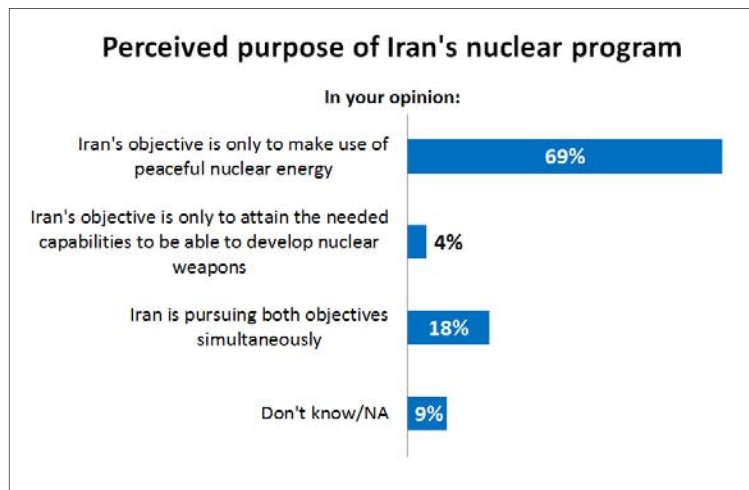 Perceived purpose of Iran's nuclear program
In your opinion:
Iran's objective is only to make use of
peaceful nuclear energy
69%
Iran's objective is only to attain the needed
capabilities to be able to develop nuclear
weapons
4%
Iran is pursuing both objectives
simultaneously
18%
Don't know/NA
9%